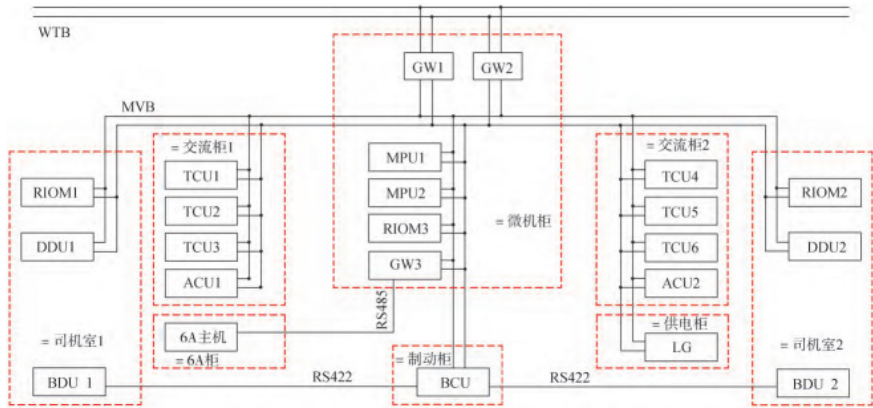 WTB
GW1
GW2
MVB
= 交流柜1
= 交流柜2
TCU1
MPU1
TCU4
RIOM1
TCU2
MPU2
TCU5
RIOM2
= 微机柜
DDU1
TCU3
RIOM3
TCU6
DDU2
ACU1
GW3
ACU2
RS485
= 司机室1
6A主机
= 供电柜
LG
= 司机室2
= 6A柜
= 制动柜
BDU 1
RS422
BCU
RS422
BDU 2